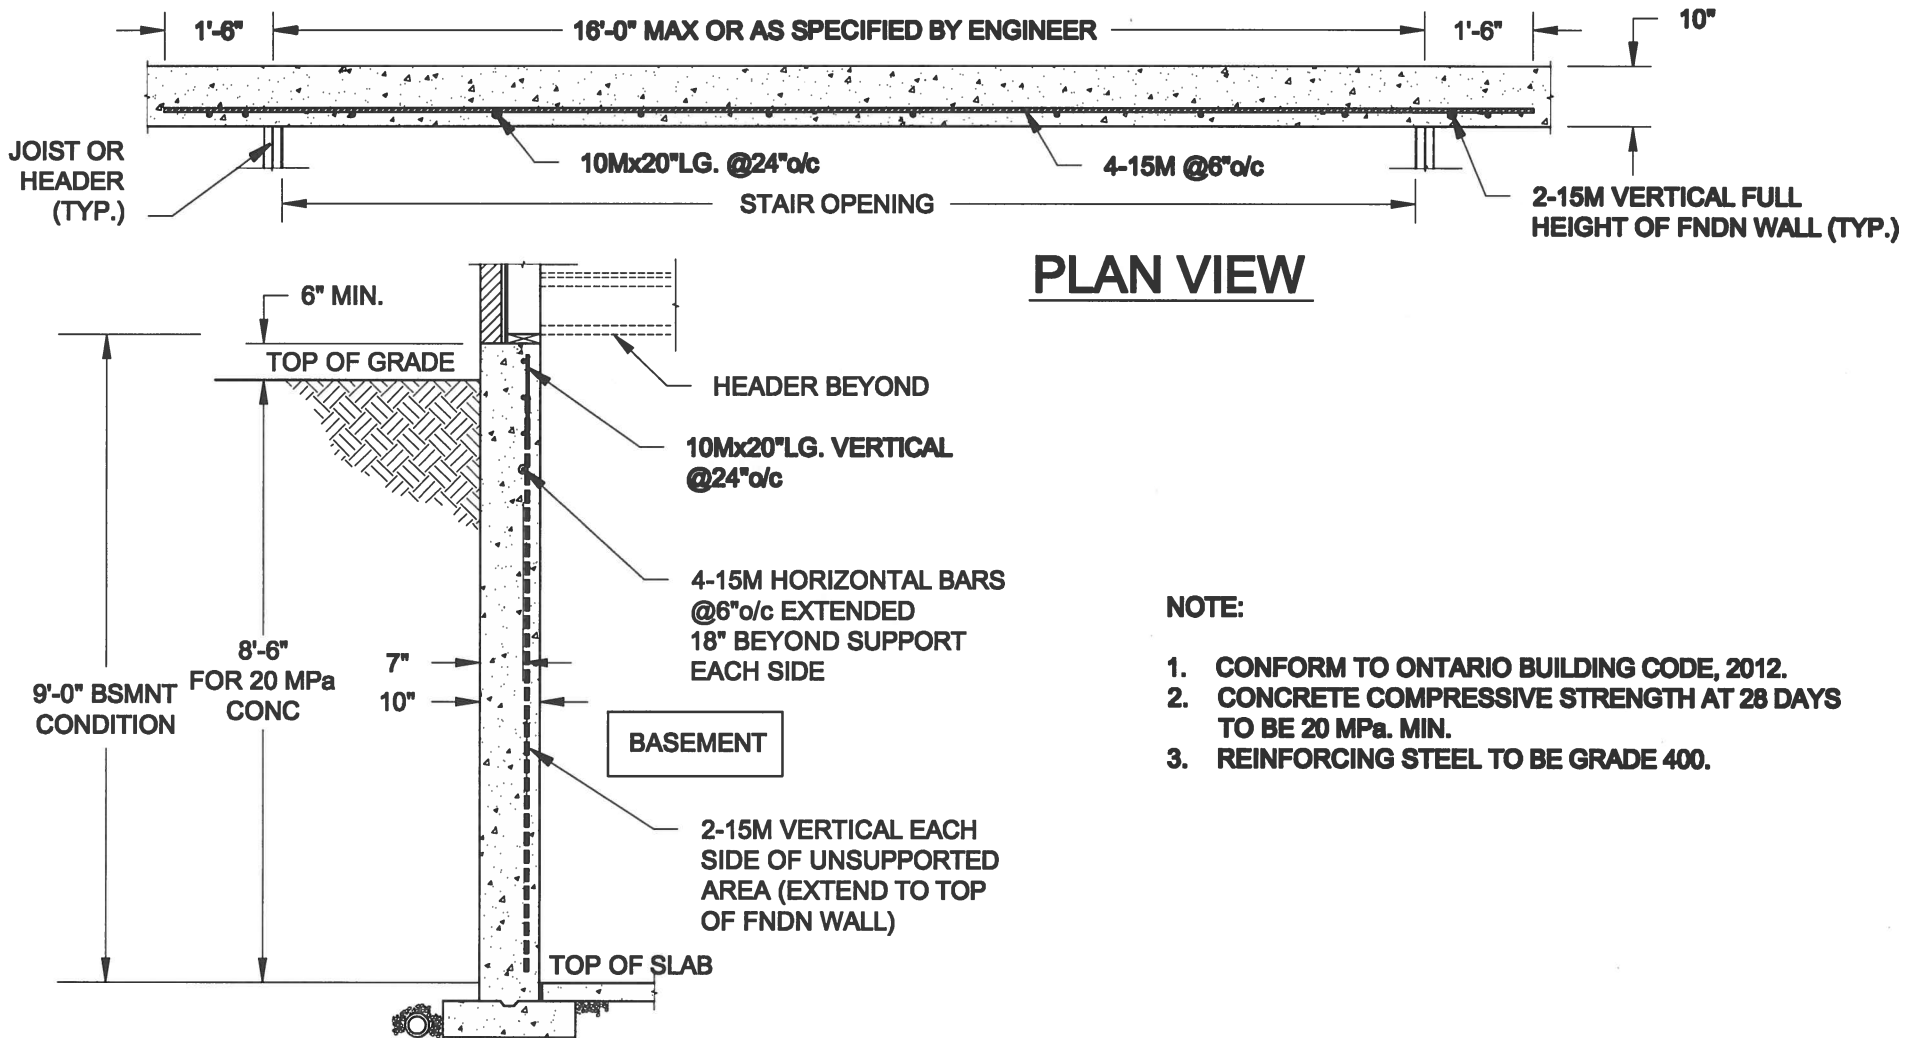 1'-6"
16'-0" MAX OR AS SPECIFIED BY ENGINEER
1'-6"
10"
JOIST OR
HEADER
(TYP.)
10Mx20"LG. @24"o/c
4-15M @6"o/c
STAIR OPENING
2-15M VERTICAL FULL
HEIGHT OF FNDN WALL (TYP.)
PLAN VIEW
6" MIN.
TOP OF GRADE
HEADER BEYOND
10Mx20"LG. VERTICAL
@24"o/c
4-15M HORIZONTAL BARS
@6"o/c EXTENDED
18" BEYOND SUPPORT
EACH SIDE
9'-0" BSMNT
CONDITION
8'-6"
FOR 20 MPa
CONC
7"
10"
BASEMENT
2-15M VERTICAL EACH
SIDE OF UNSUPPORTED
AREA (EXTEND TO TOP
OF FNDN WALL)
TOP OF SLAB
NOTE:
1. CONFORM TO ONTARIO BUILDING CODE, 2012.
2. CONCRETE COMPRESSIVE STRENGTH AT 28 DAYS
TO BE 20 MPa. MIN.
3. REINFORCING STEEL TO BE GRADE 400.